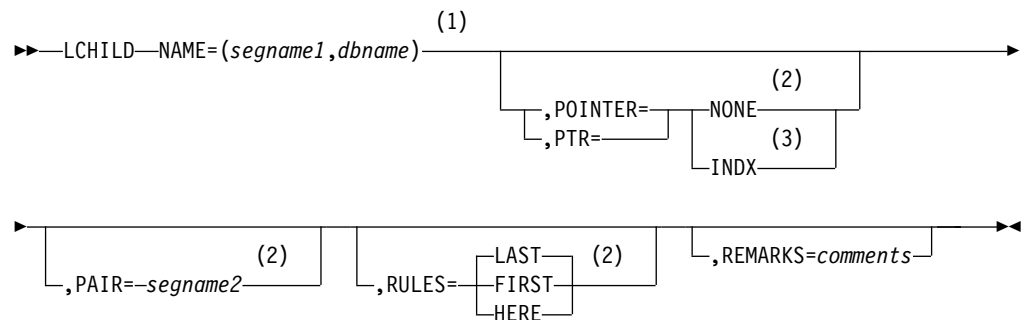 (1)
LCHILD NAME=(segname1,dbname)
(2)
,POINTER= NONE
,PTR= (3)
INDX
(2) LAST (2) ,REMARKS=comments
,PAIR= segname2 ,RULES= FIRST
HERE